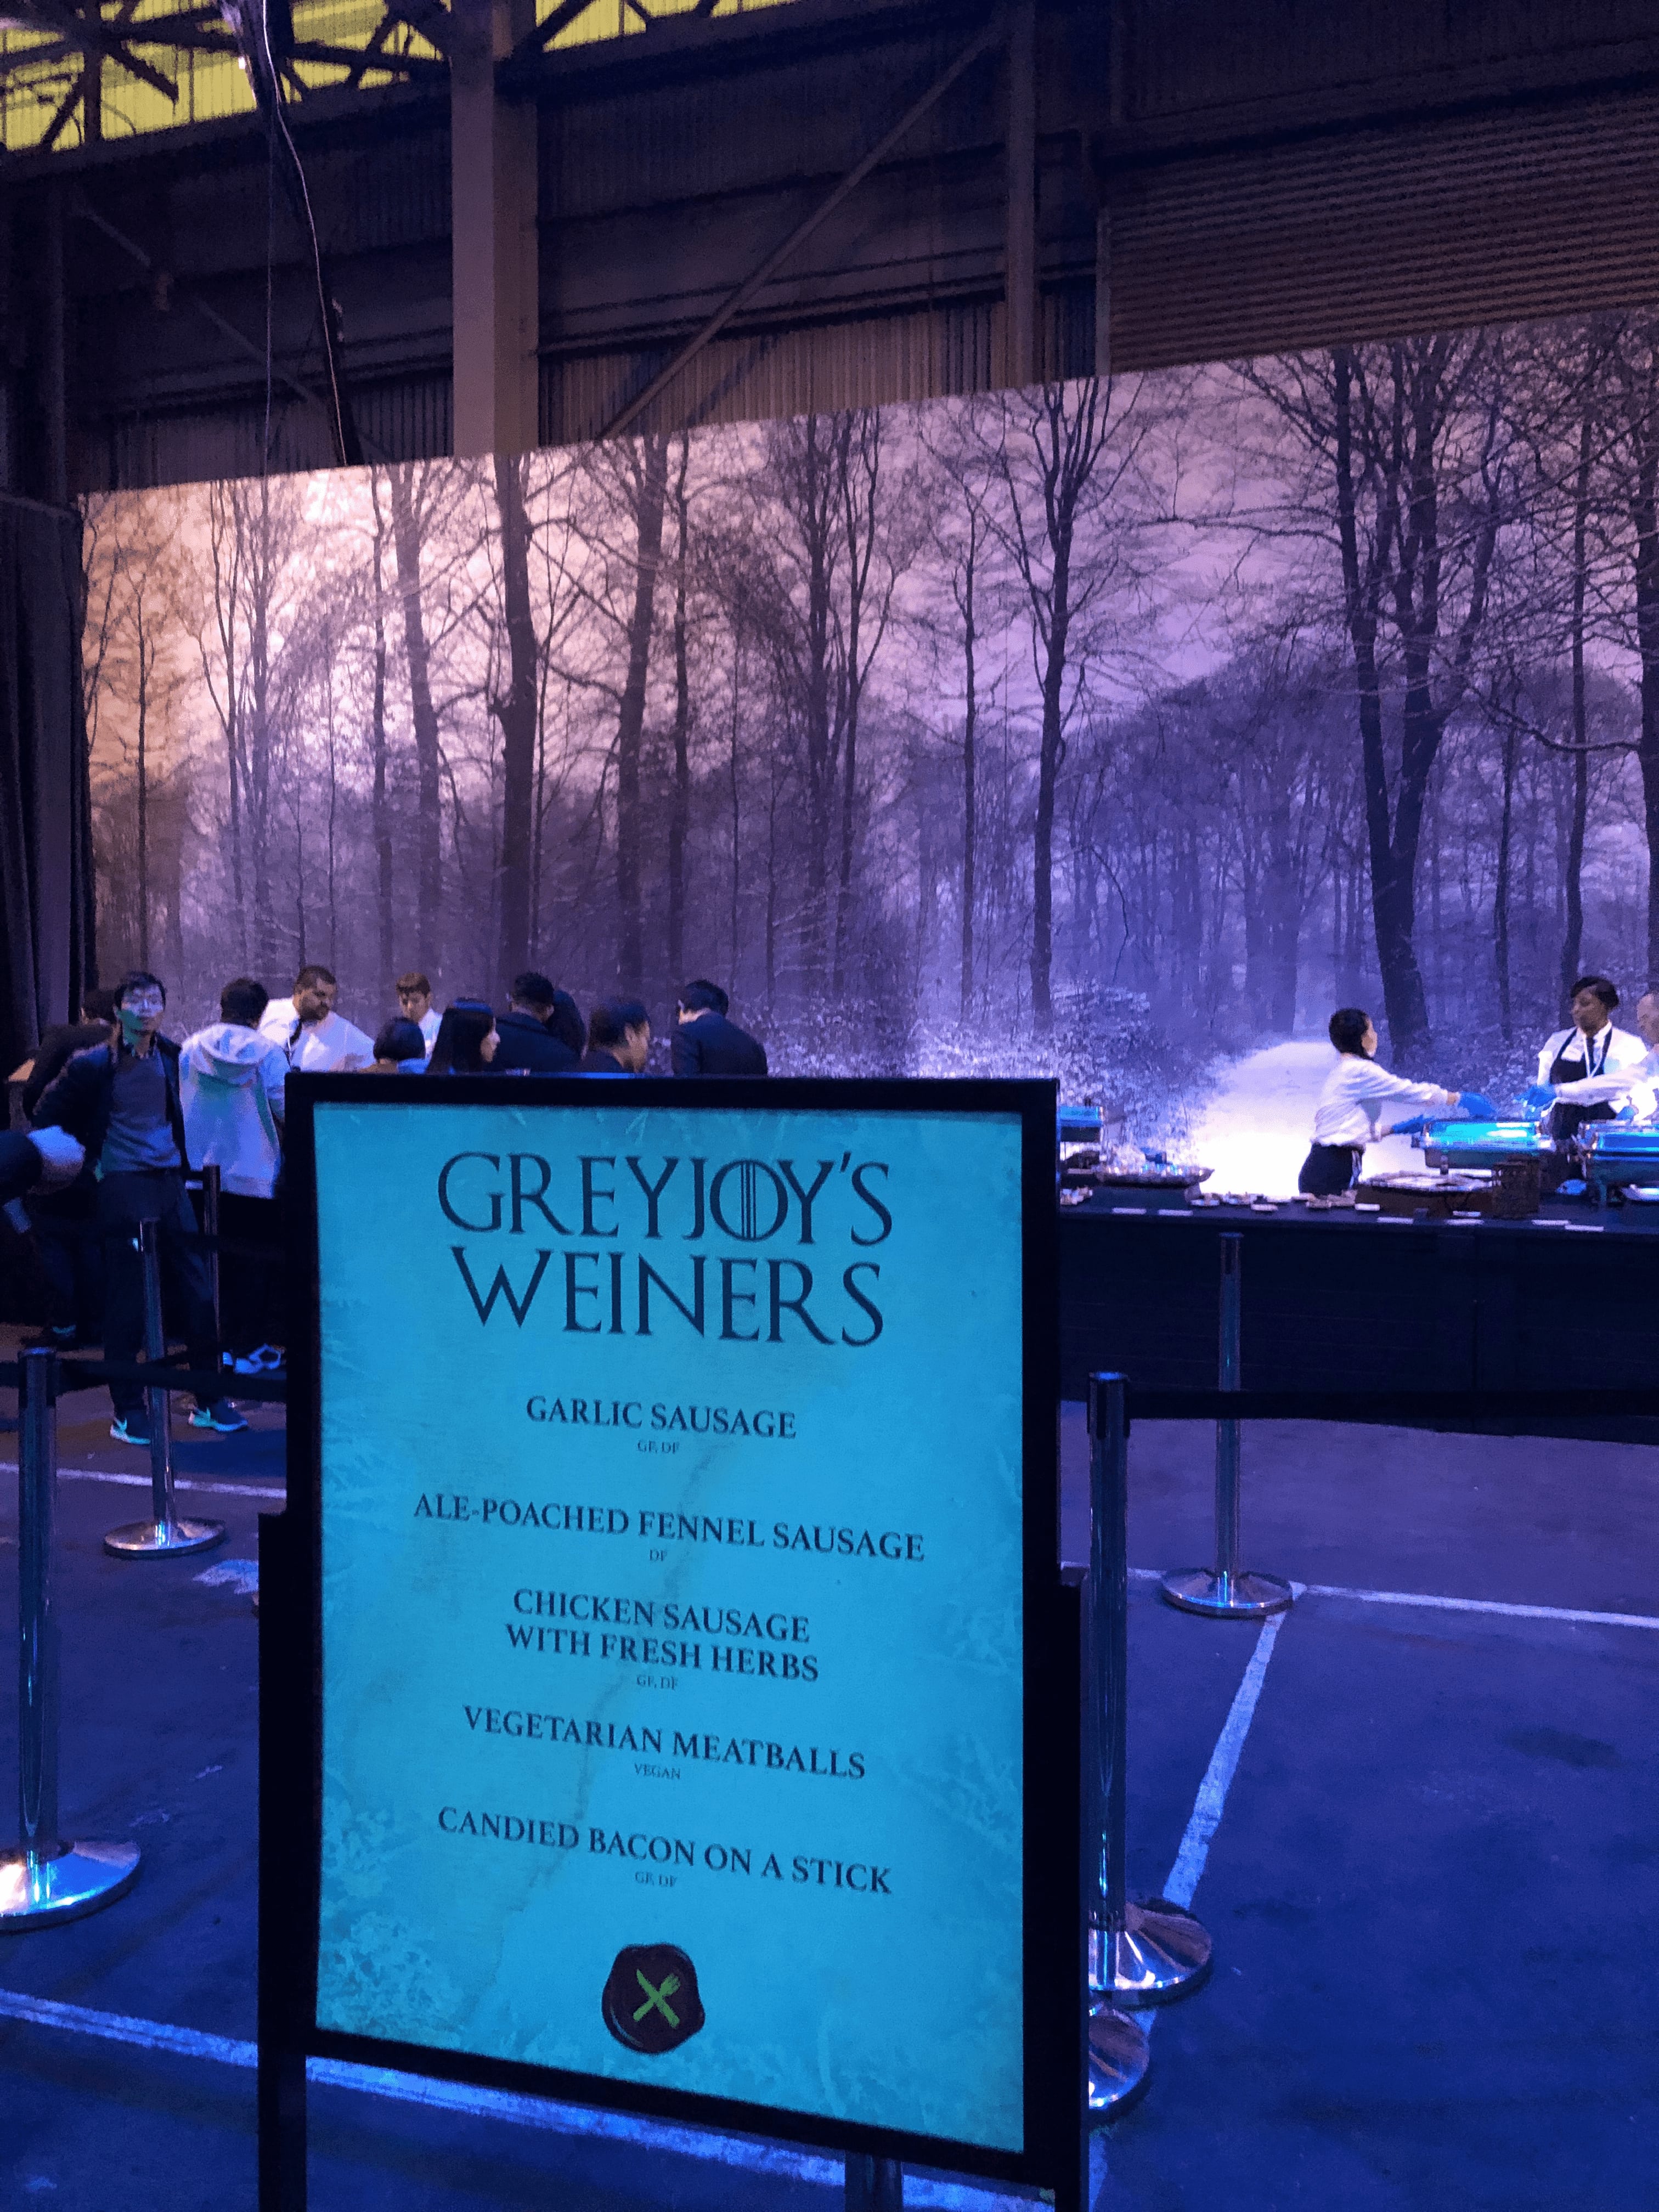 GREYJOY'S
WEINERS
GARLIC SAUSAGE
GF, DF
ALE-POACHED FENNEL SAUSAGE
DF
CHICKEN SAUSAGE
WITH FRESH HERBS
GF, DF
VEGETARIAN MEATBALLS
VEGAN
CANDIED BACON ON A STICK
GF, DF